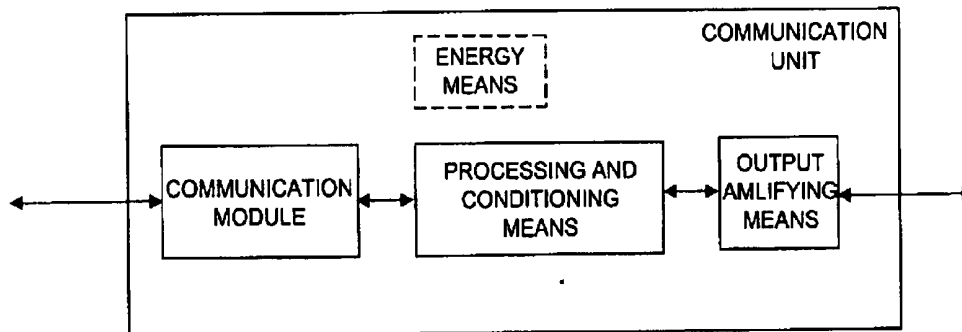 COMMUNICATION
UNIT
ENERGY
MEANS
COMMUNICATION
MODULE
PROCESSING AND
CONDITIONING
MEANS
OUTPUT
AMLIFYING
MEANS